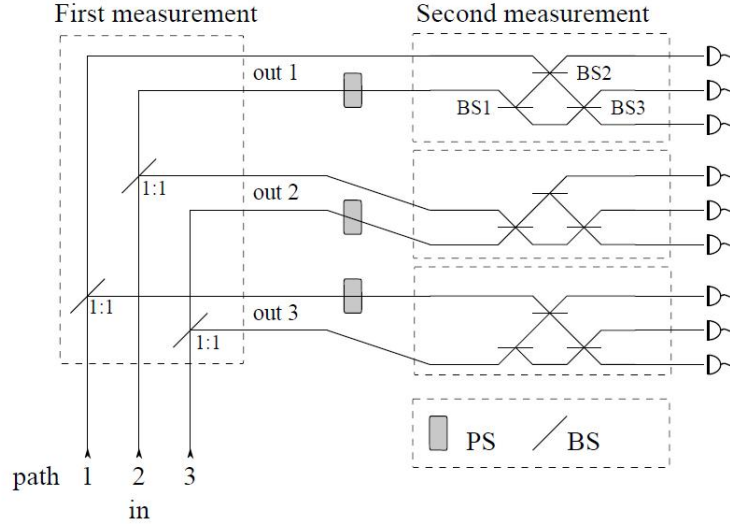 First measurement
Second measurement
out 1
BS2
BS1
BS3
1:1
out 2
1:1
out 3
1:1
PS
BS
path 1 2 3
in